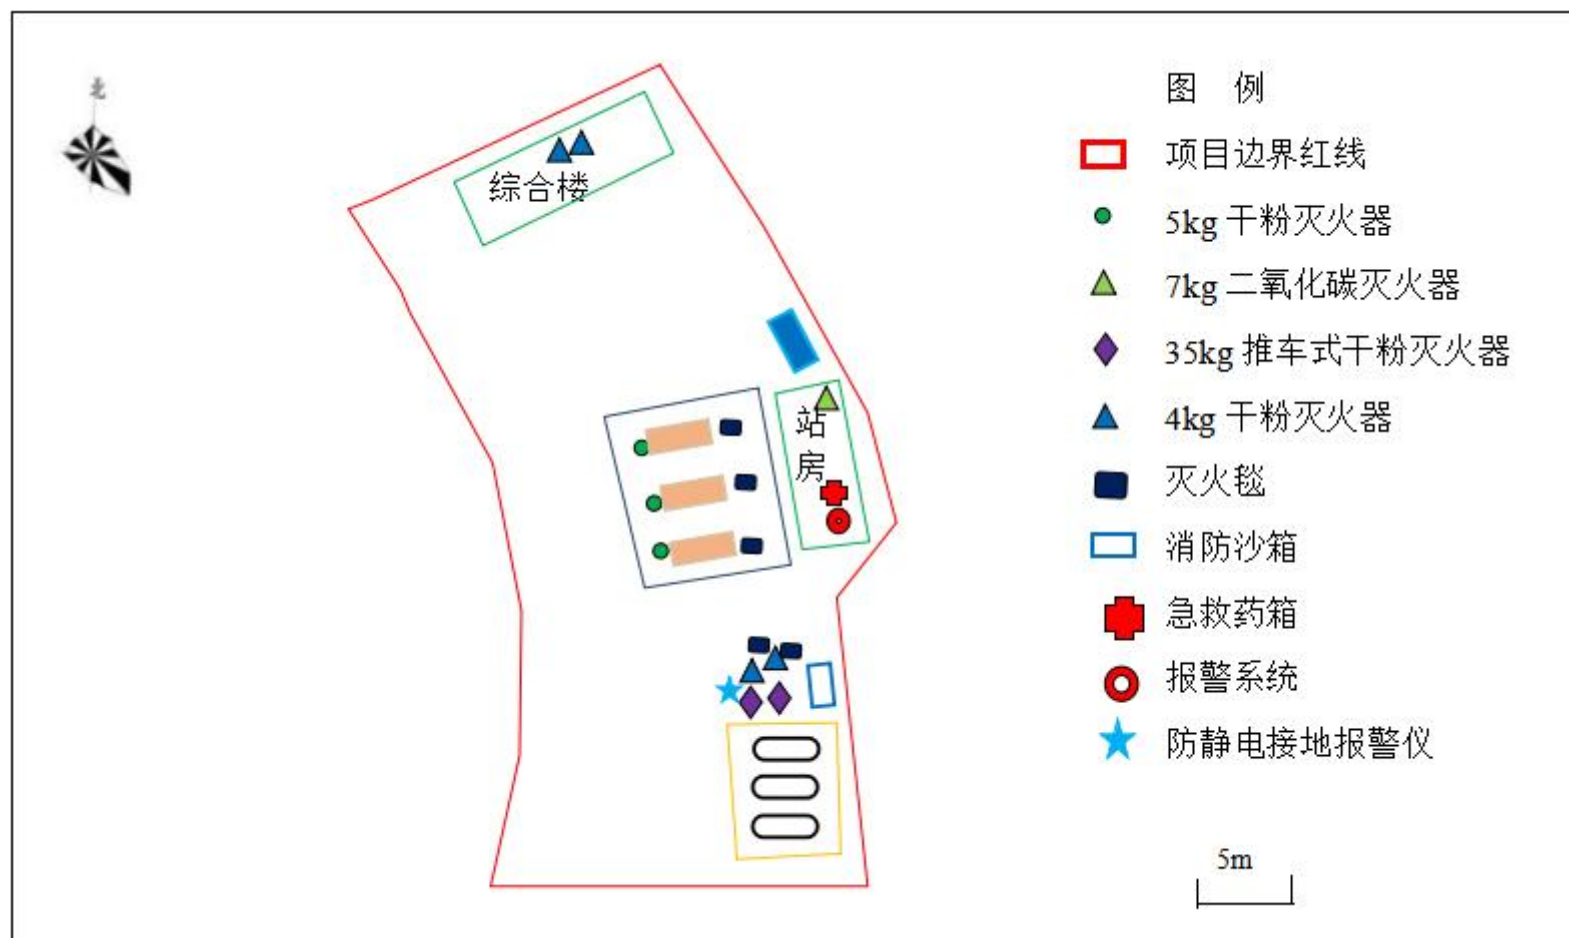 北
综合楼
站
房
图 例
项目边界红线
5kg 干粉灭火器
7kg 二氧化碳灭火器
35kg 推车式干粉灭火器
4kg 干粉灭火器
灭火毯
消防沙箱
急救药箱
报警系统
防静电接地报警仪
5m